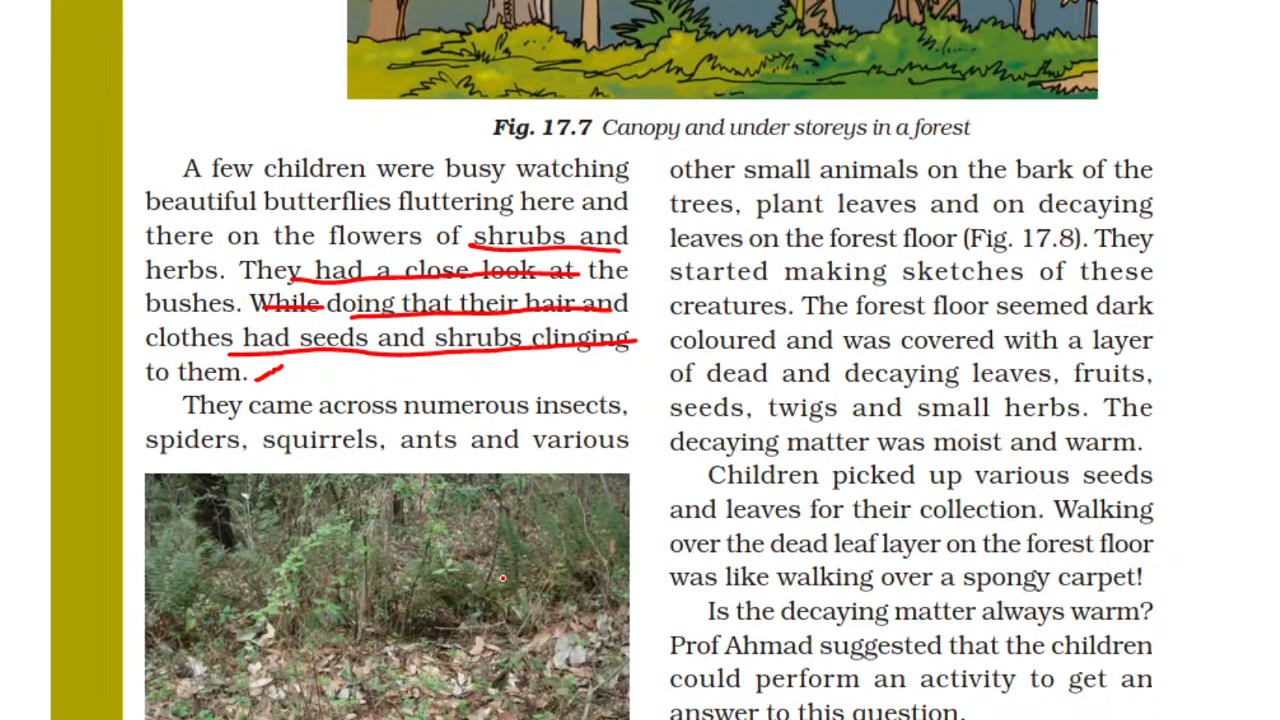 Fig. 17.7 Canopy and under storeys in a forest
A few children were busy watching
beautiful butterflies fluttering here and
there on the flowers of shrubs and
herbs. They had a close look at the
bushes. While doing that their hair and
clothes had seeds and shrubs clinging
to them.
They came across numerous insects,
spiders, squirrels, ants and various
other small animals on the bark of the
trees, plant leaves and on decaying
leaves on the forest floor (Fig. 17.8). They
started making sketches of these
creatures. The forest floor seemed dark
coloured and was covered with a layer
of dead and decaying leaves, fruits,
seeds, twigs and small herbs. The
decaying matter was moist and warm.
Children picked up various seeds
and leaves for their collection. Walking
over the dead leaf layer on the forest floor
was like walking over a spongy carpet!
Is the decaying matter always warm?
Prof Ahmad suggested that the children
could perform an activity to get an
answer to this question.